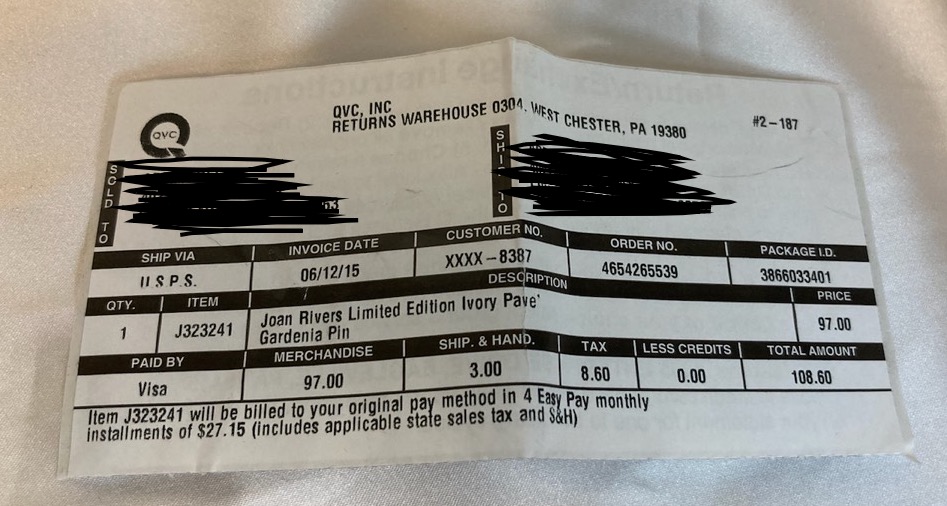 QVC, INC
RETURNS WAREHOUSE 0304, WEST CHESTER, PA 19380
#2-187
QVC
SOLD TO
SHIP TO
SHIP VIA INVOICE DATE CUSTOMER NO. ORDER NO. PACKAGE I.D.
U.S.P.S. 06/12/15 XXXX-8387 4654265539 3866033401
QTY. ITEM DESCRIPTION PRICE
1 J323241 Joan Rivers Limited Edition Ivory Pave' 97.00
Gardenia Pin
PAID BY MERCHANDISE SHIP. & HAND. TAX LESS CREDITS TOTAL AMOUNT
Visa 97.00 3.00 8.60 0.00 108.60
Item J323241 will be billed to your original pay method in 4 Easy Pay monthly
installments of $27.15 (includes applicable state sales tax and S&H)